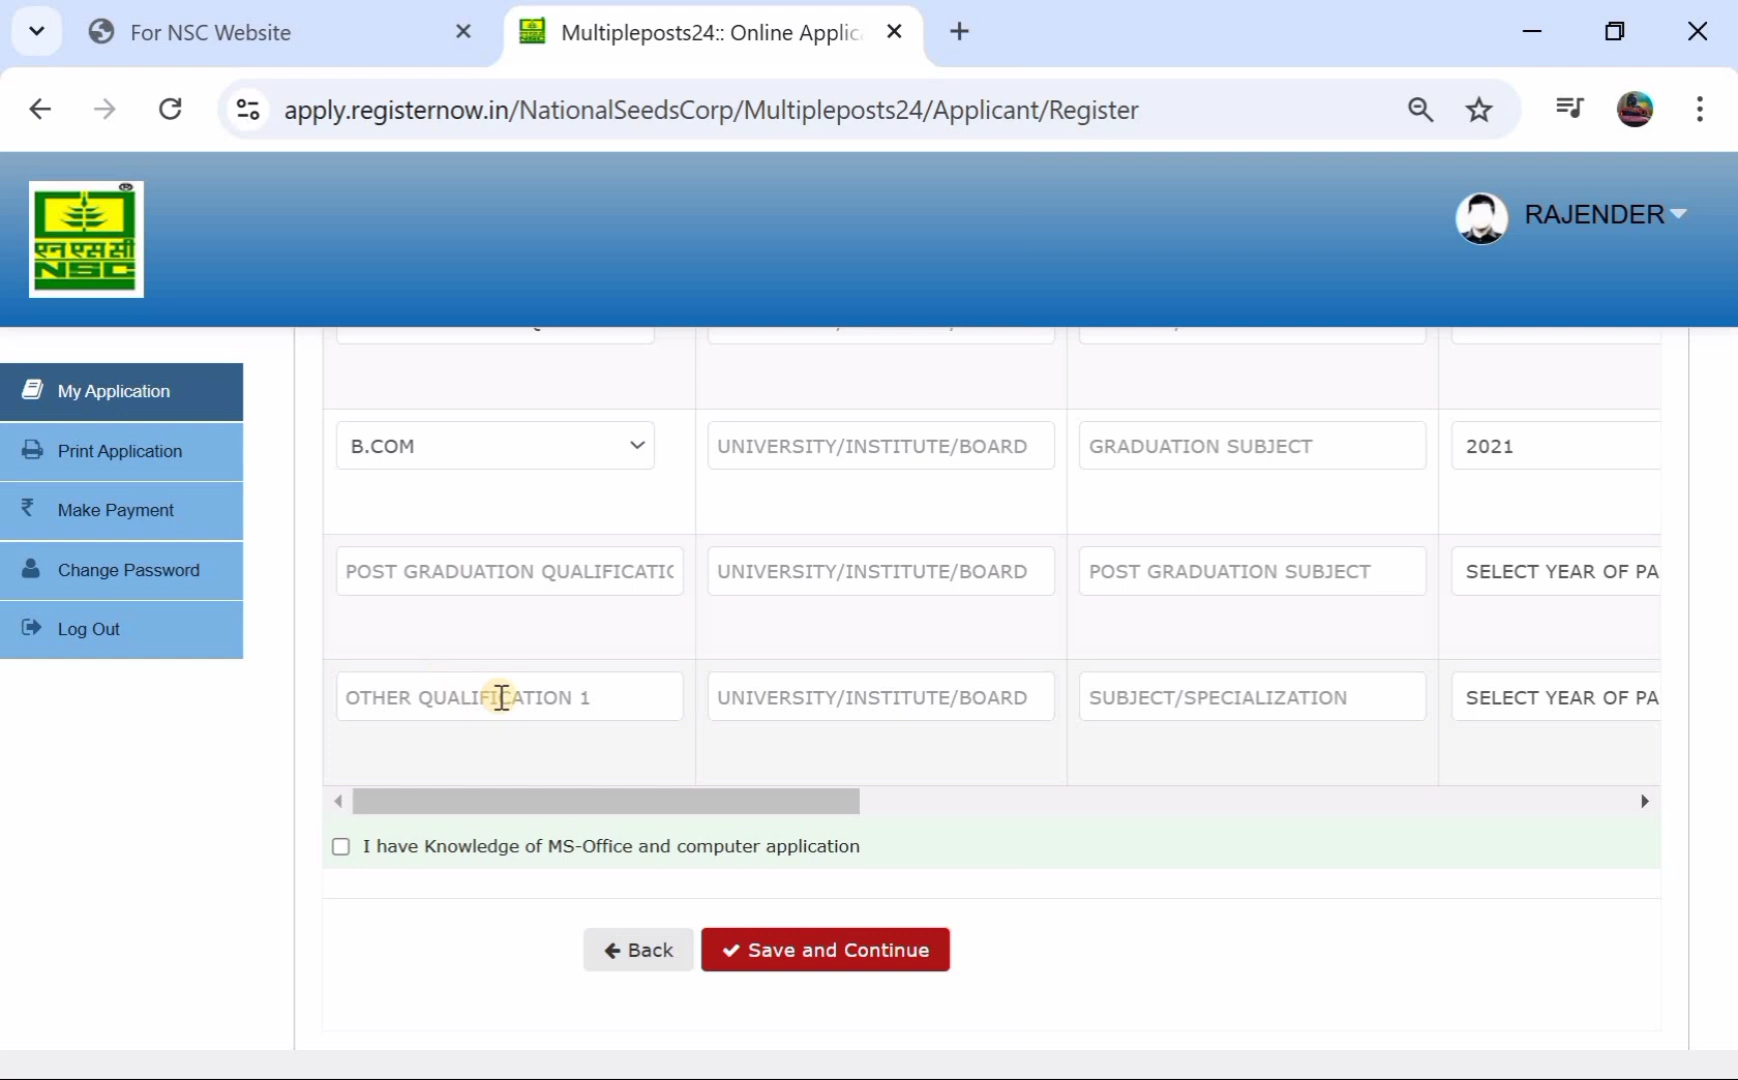 For NSC Website
Multipleposts24:: Online Applic
apply.registernow.in/NationalSeedsCorp/Multipleposts24/Applicant/Register
एन एस सी
NSC
RAJENDER
My Application
Print Application
Make Payment
Change Password
Log Out
B.COM
UNIVERSITY/INSTITUTE/BOARD
GRADUATION SUBJECT
2021
POST GRADUATION QUALIFICATIC
UNIVERSITY/INSTITUTE/BOARD
POST GRADUATION SUBJECT
SELECT YEAR OF PA
OTHER QUALIFICATION 1
UNIVERSITY/INSTITUTE/BOARD
SUBJECT/SPECIALIZATION
SELECT YEAR OF PA
I have Knowledge of MS-Office and computer application
Back
Save and Continue